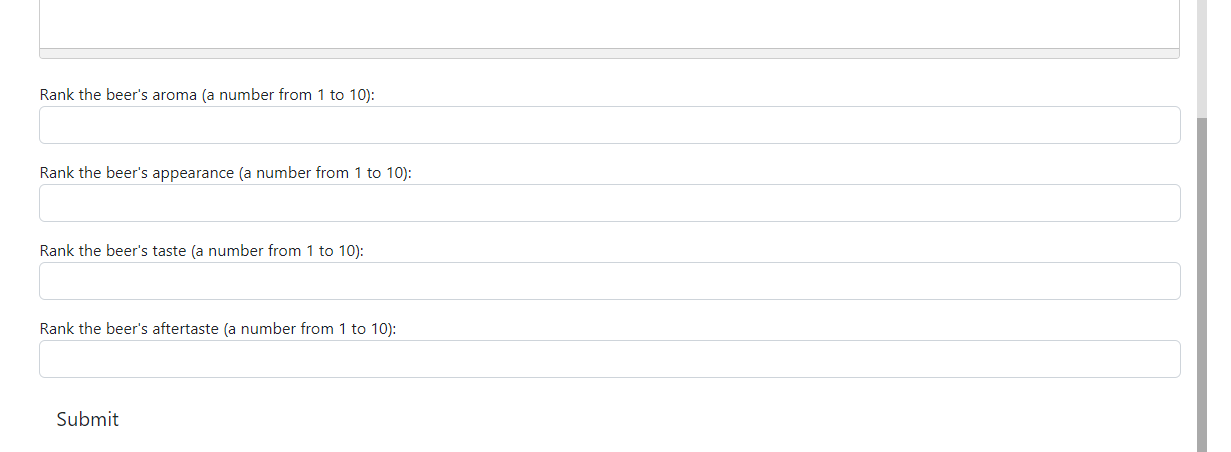 Rank the beer's aroma (a number from 1 to 10):
Rank the beer's appearance (a number from 1 to 10):
Rank the beer's taste (a number from 1 to 10):
Rank the beer's aftertaste (a number from 1 to 10):
Submit